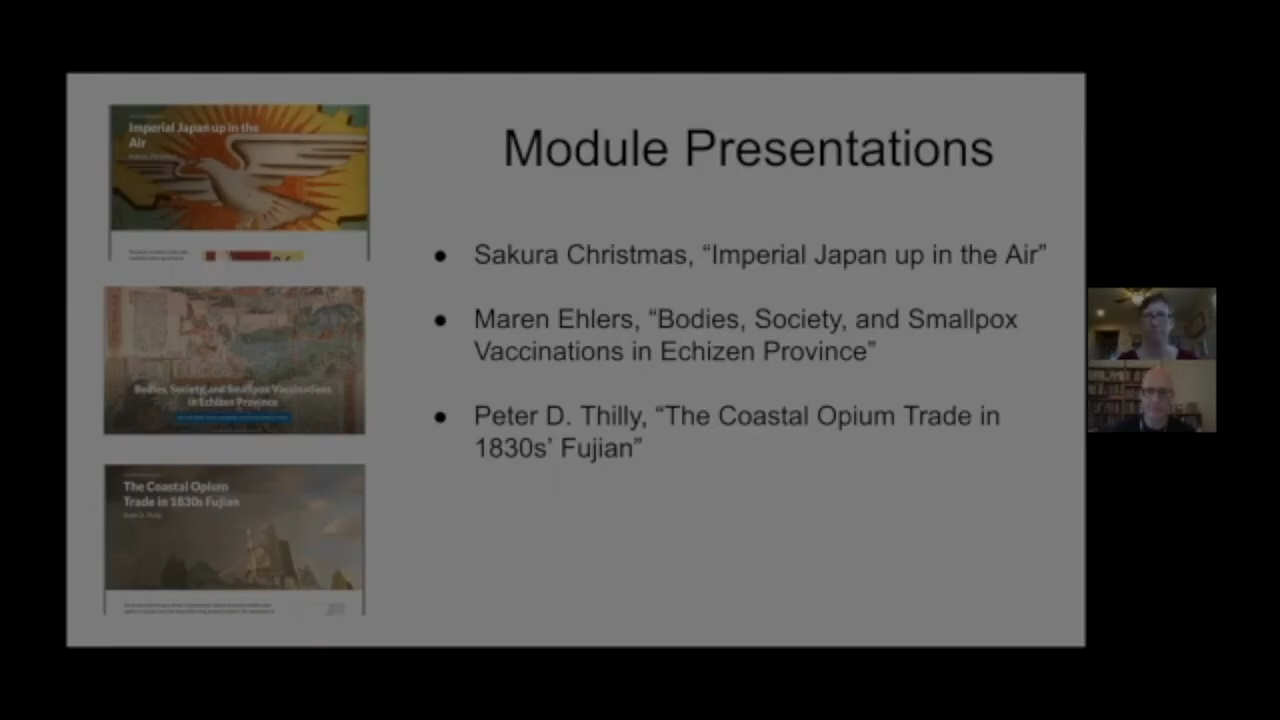 Imperial Japan up in the
Air
Module Presentations
● Sakura Christmas, “Imperial Japan up in the Air”
● Maren Ehlers, “Bodies, Society, and Smallpox
Vaccinations in Echizen Province”
● Peter D. Thilly, “The Coastal Opium Trade in
1830s’ Fujian”
Bodies, Society, and Smallpox Vaccinations
in Echizen Province
The Coastal Opium
Trade in 1830s Fujian
Peter D. Thilly